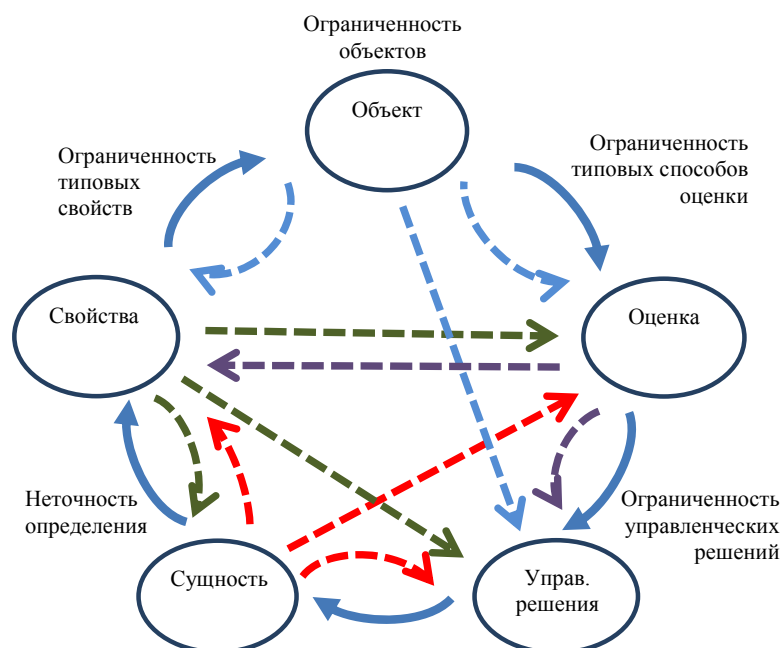 Ограниченность
объектов
Объект
Ограниченность
типовых
свойств
Ограниченность
типовых способов
оценки
Свойства
Оценка
Неточность
определения
Ограниченность
управленческих
решений
Сущность
Управ.
решения